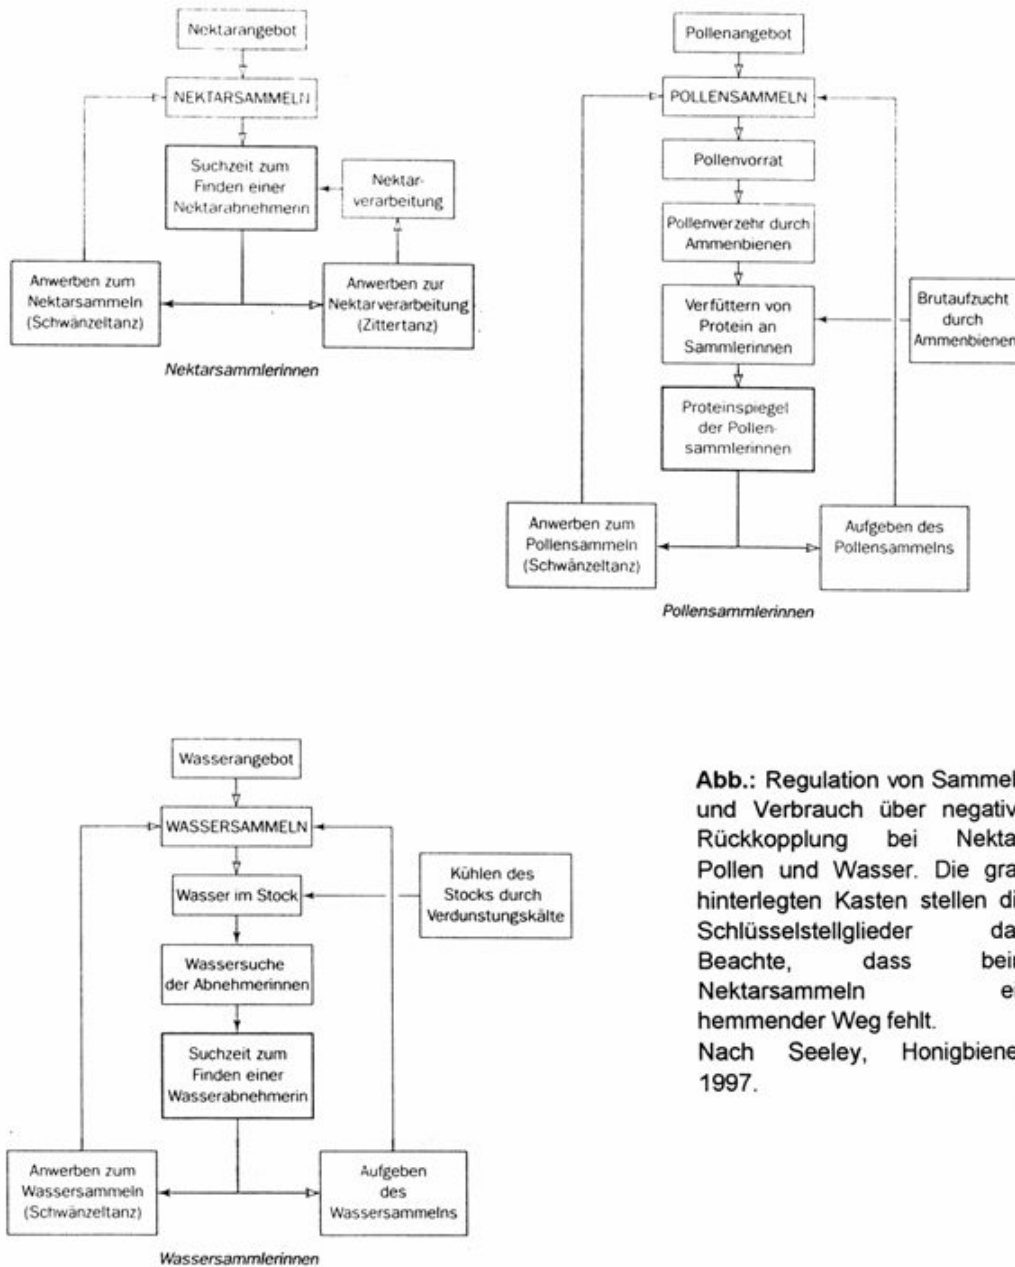 Nektarangebot
NEKTARSAMMELN
Suchzeit zum
Finden einer
Nektarabnehmerin
Nektar-
verarbeitung
Anwerben zum
Nektarsammeln
(Schwänzeltanz)
Anwerben zur
Nektarverarbeitung
(Zittertanz)
Nektarsammlerinnen
Pollenangebot
POLLENSAMMELN
Pollenvorrat
Pollenverzehr durch
Ammenbienen
Verfüttern von
Protein an
Sammlerinnen
Brutaufzucht
durch
Ammenbienen
Proteinspiegel
der Pollen-
sammlerinnen
Anwerben zum
Pollensammeln
(Schwänzeltanz)
Aufgeben des
Pollensammelns
Pollensammlerinnen
Wasserangebot
WASSERSAMMELN
Wasser im Stock
Kühlen des
Stocks durch
Verdunstungskälte
Wassersuche
der Abnehmerinnen
Suchzeit zum
Finden einer
Wasserabnehmerin
Anwerben zum
Wassersammeln
(Schwänzeltanz)
Aufgeben
des
Wassersammelns
Wassersammlerinnen
Abb.: Regulation von Sammel
und Verbrauch über negativ
Rückkopplung bei Nekta
Pollen und Wasser. Die gra
hinterlegten Kasten stellen di
Schlüsselstellglieder da
Beachte, dass bei
Nektarsammeln ei
hemmender Weg fehlt.
Nach Seeley, Honigbiene
1997.